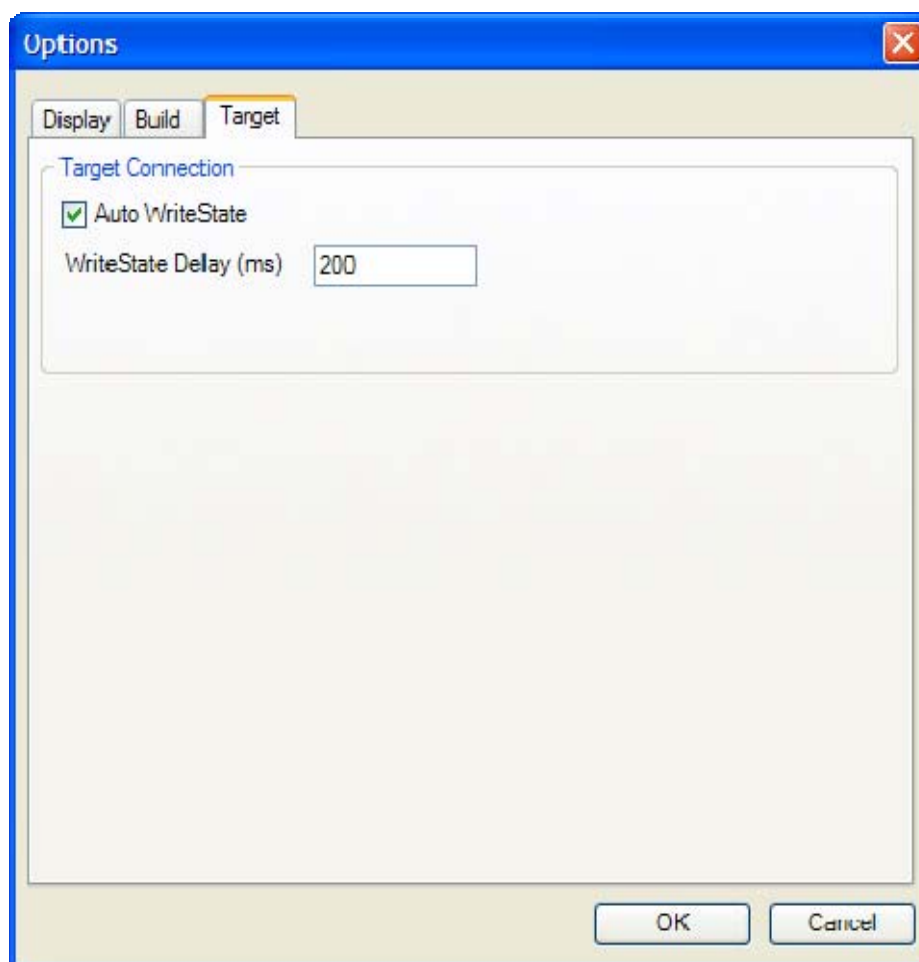 Options
Display Build Target
Target Connection
Auto WriteState
WriteState Delay (ms) 200
OK Cancel